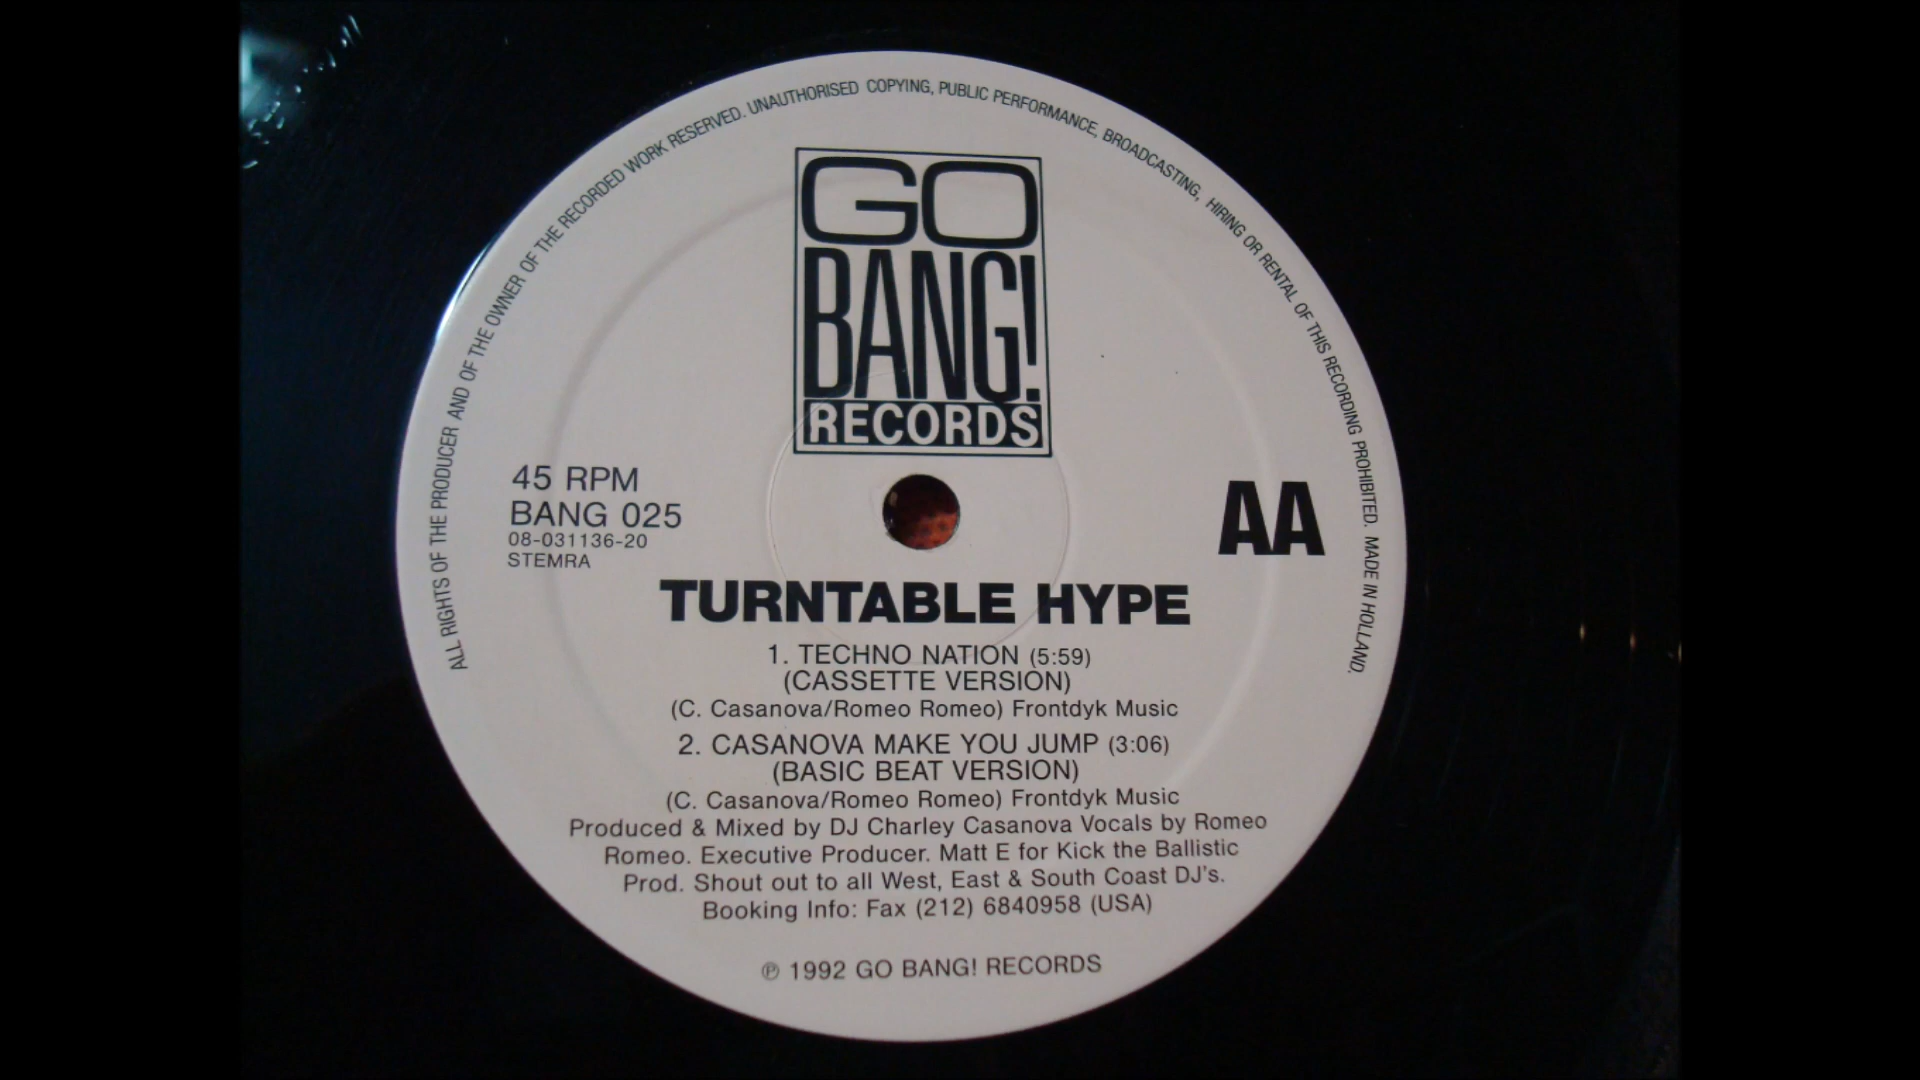 ALL RIGHTS OF THE PRODUCER AND OF THE OWNER OF THE RECORDED WORK RESERVED. UNAUTHORISED COPYING, PUBLIC PERFORMANCE, BROADCASTING, HIRING OR RENTAL OF THIS RECORDING PROHIBITED. MADE IN HOLLAND.
GO
BANG!
RECORDS
45 RPM
BANG 025
08-031136-20
STEMRA
AA
TURNTABLE HYPE
1. TECHNO NATION (5:59)
(CASSETTE VERSION)
(C. Casanova/Romeo Romeo) Frontdyk Music
2. CASANOVA MAKE YOU JUMP (3:06)
(BASIC BEAT VERSION)
(C. Casanova/Romeo Romeo) Frontdyk Music
Produced & Mixed by DJ Charley Casanova Vocals by Romeo
Romeo. Executive Producer. Matt E for Kick the Ballistic
Prod. Shout out to all West, East & South Coast DJ's.
Booking Info: Fax (212) 6840958 (USA)
℗ 1992 GO BANG! RECORDS